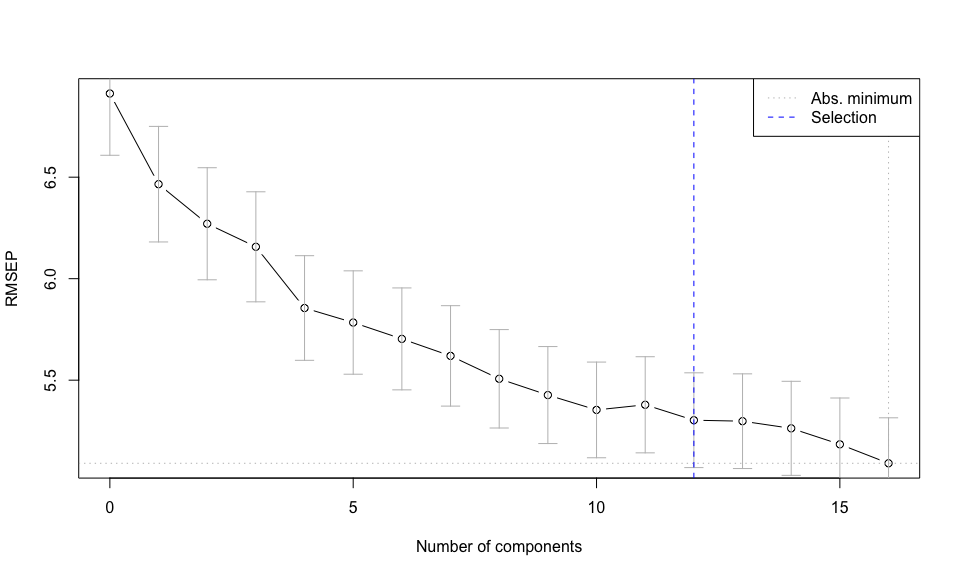 Abs. minimum
Selection
6.5
6.0
5.5
RMSEP
0 5 10 15
Number of components